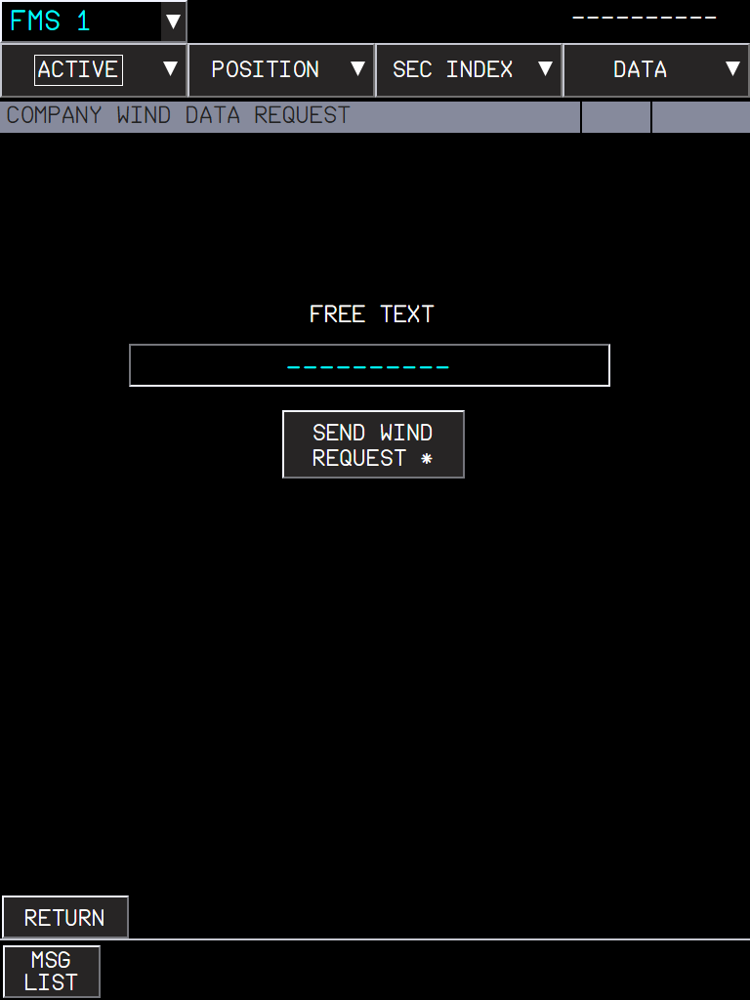 FMS 1 ▼
----------
ACTIVE ▼ POSITION ▼ SEC INDEX ▼ DATA ▼
COMPANY WIND DATA REQUEST
FREE TEXT
----------
SEND WIND
REQUEST *
RETURN
MSG
LIST